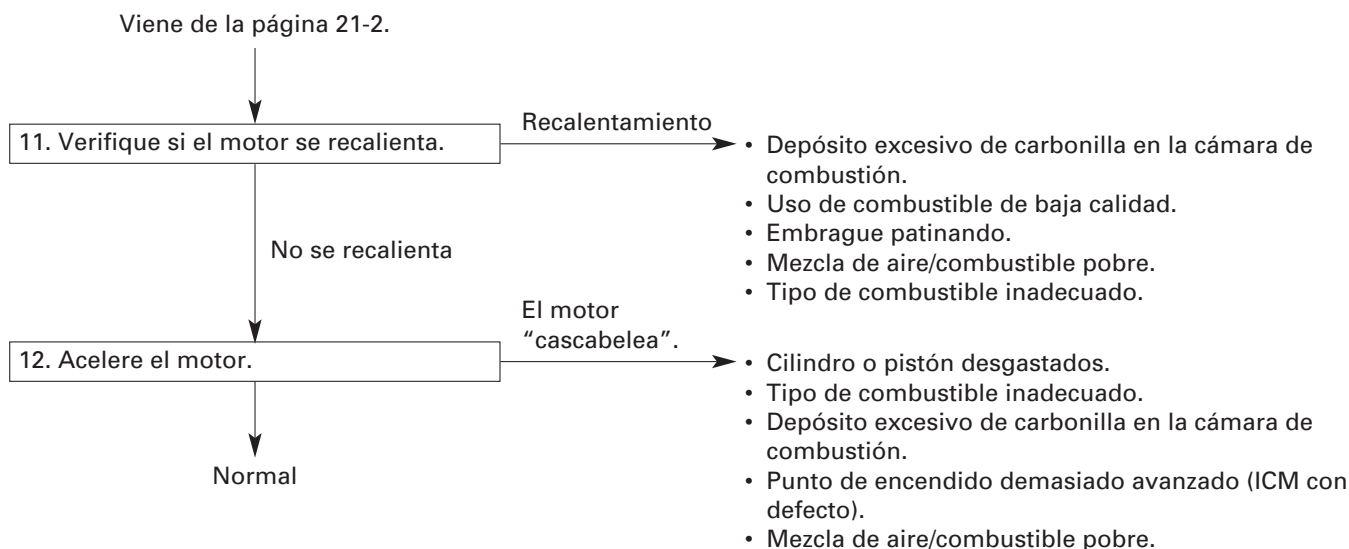 Viene de la página 21-2.
11. Verifique si el motor se recalienta.
Recalentamiento
• Depósito excesivo de carbonilla en la cámara de
combustión.
• Uso de combustible de baja calidad.
• Embrague patinando.
• Mezcla de aire/combustible pobre.
• Tipo de combustible inadecuado.
No se recalienta
12. Acelere el motor.
El motor
“cascabelea”.
• Cilindro o pistón desgastados.
• Tipo de combustible inadecuado.
• Depósito excesivo de carbonilla en la cámara de
combustión.
• Punto de encendido demasiado avanzado (ICM con
defecto).
• Mezcla de aire/combustible pobre.
Normal